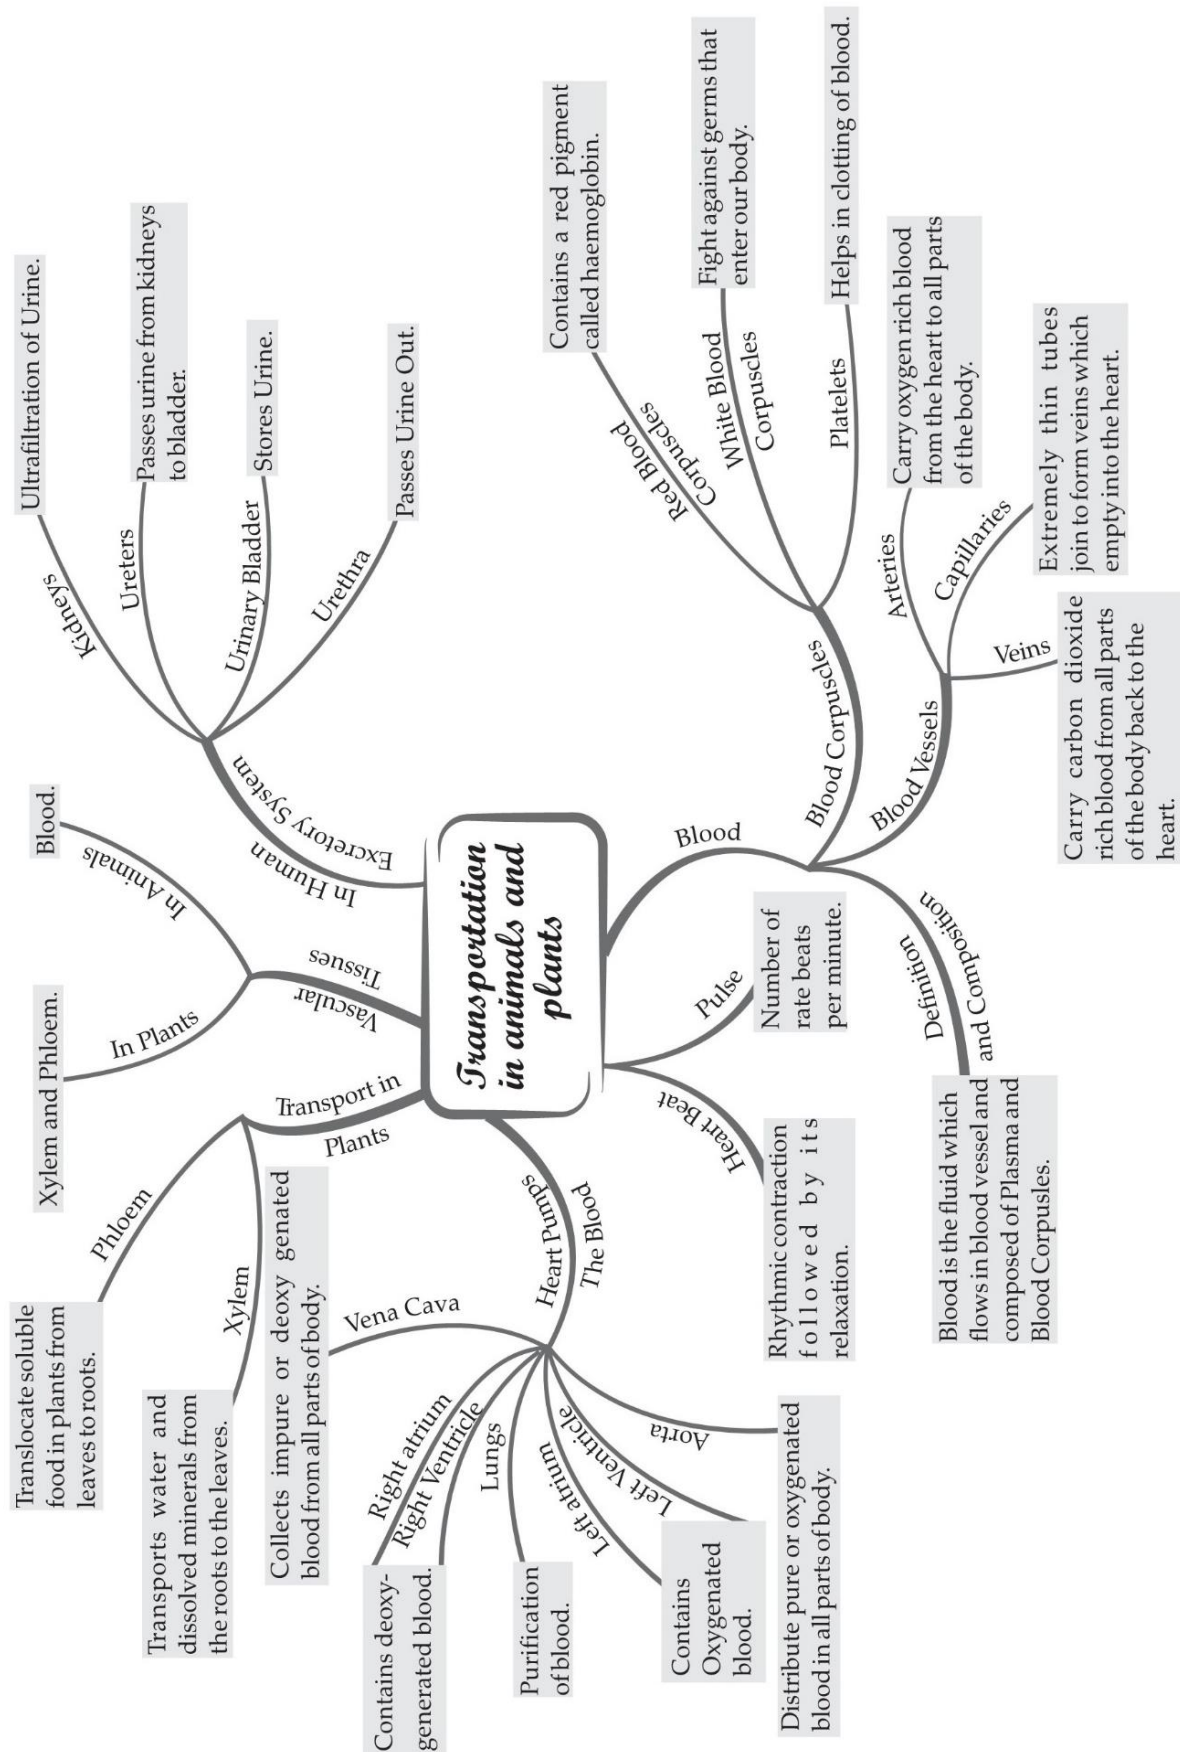 Transportation
in animals and
plants
In Human
Excretory System
Kidneys
Ultrafiltration of Urine.
Ureters
Passes urine from kidneys
to bladder.
Urinary Bladder
Stores Urine.
Urethra
Passes Urine Out.
Vascular
Tissues
In Animals
Blood.
In Plants
Xylem and Phloem.
Transport in
Plants
Phloem
Translocate soluble
food in plants from
leaves to roots.
Xylem
Transports water and
dissolved minerals from
the roots to the leaves.
Heart Pumps
The Blood
Vena Cava
Collects impure or deoxy genated
blood from all parts of body.
Right atrium
Right Ventricle
Contains deoxy-
generated blood.
Lungs
Purification
of blood.
Left atrium
Left Ventricle
Contains
Oxygenated
blood.
Aorta
Distribute pure or oxygenated
blood in all parts of body.
Heart Beat
Rhythmic contraction
followed by its
relaxation.
Pulse
Number of
rate beats
per minute.
Blood
Definition
and Composition
Blood is the fluid which
flows in blood vessel and
composed of Plasma and
Blood Corpusles.
Blood Vessels
Arteries
Carry oxygen rich blood
from the heart to all parts
of the body.
Capillaries
Extremely thin tubes
join to form veins which
empty into the heart.
Veins
Carry carbon dioxide
rich blood from all parts
of the body back to the
heart.
Blood Corpuscles
Red Blood
Corpuscles
Contains a red pigment
called haemoglobin.
White Blood
Corpuscles
Fight against germs that
enter our body.
Platelets
Helps in clotting of blood.